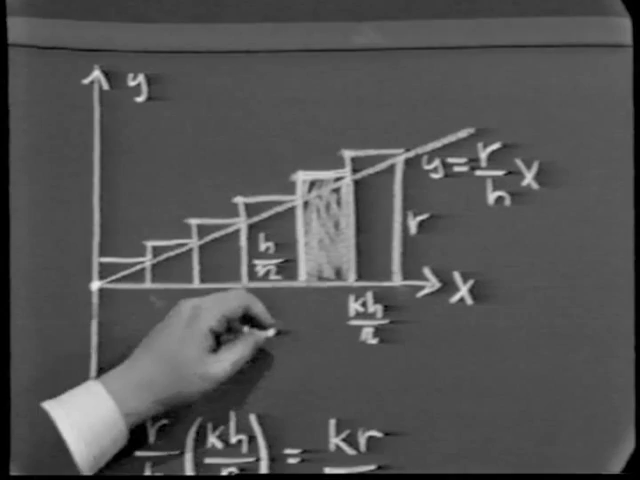 y
y = r/h x
h/n
r
x
kh/n
r/ (kh/ ) = kr/